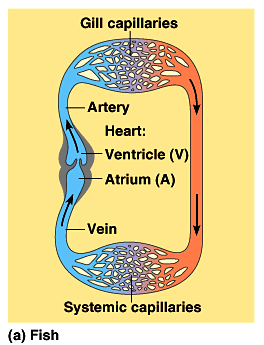 Gill capillaries
Artery
Heart:
Ventricle (V)
Atrium (A)
Vein
Systemic capillaries
(a) Fish